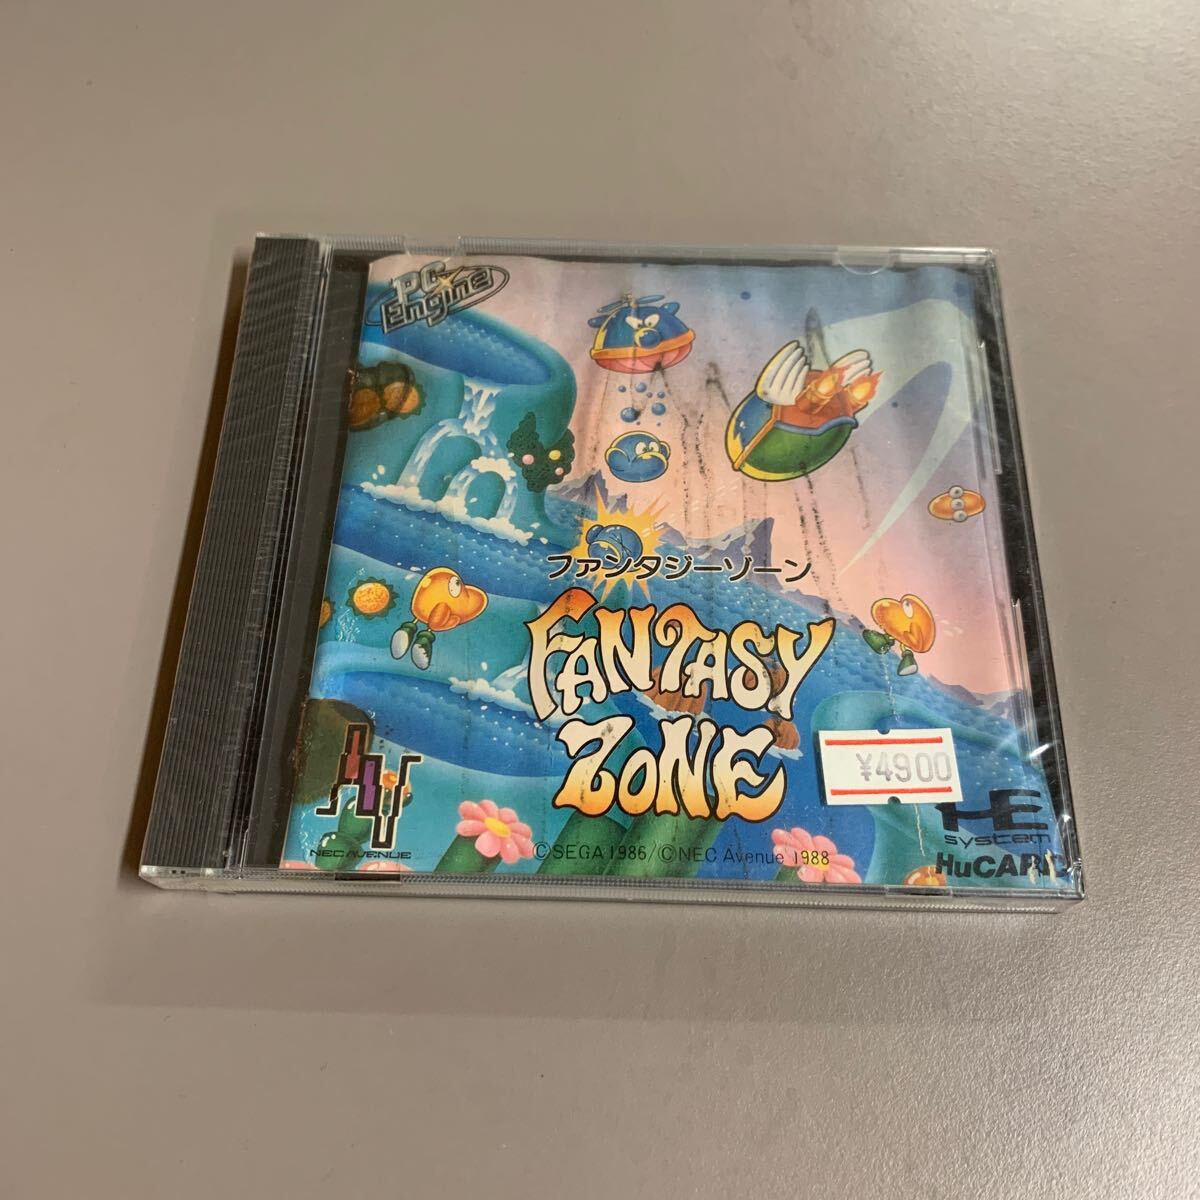 PC Engine
ファンタジーゾーン
FANTASY
ZONE
¥4900
NEC AVENUE
©SEGA 1986/©NEC Avenue 1988
HE
system
HuCARD